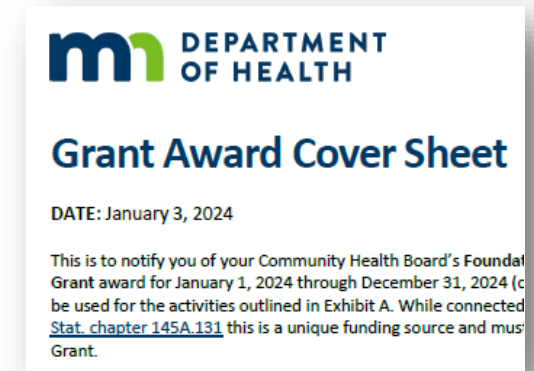 mn DEPARTMENT
OF HEALTH
Grant Award Cover Sheet
DATE: January 3, 2024
This is to notify you of your Community Health Board's
Grant award for January 1, 2024 through December 31, 2024
be used for the activities outlined in Exhibit A. While connected
Stat. chapter 145A.131 this is a unique funding source and
Grant.